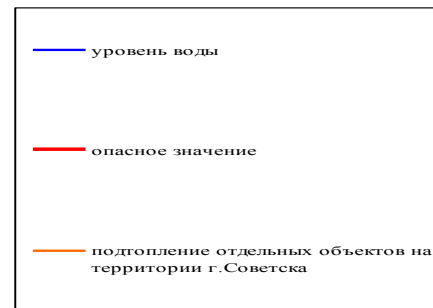 уровень воды
опасное значение
подтопление отдельных объектов на
территории г.Советска